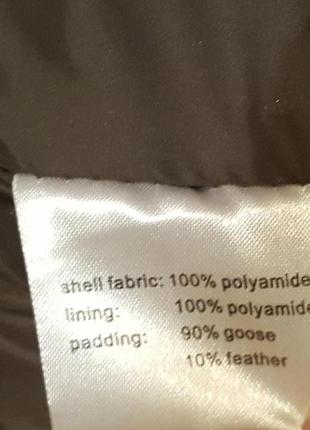 shell fabric: 100% polyamide
lining: 100% polyamide
padding: 90% goose
10% feather